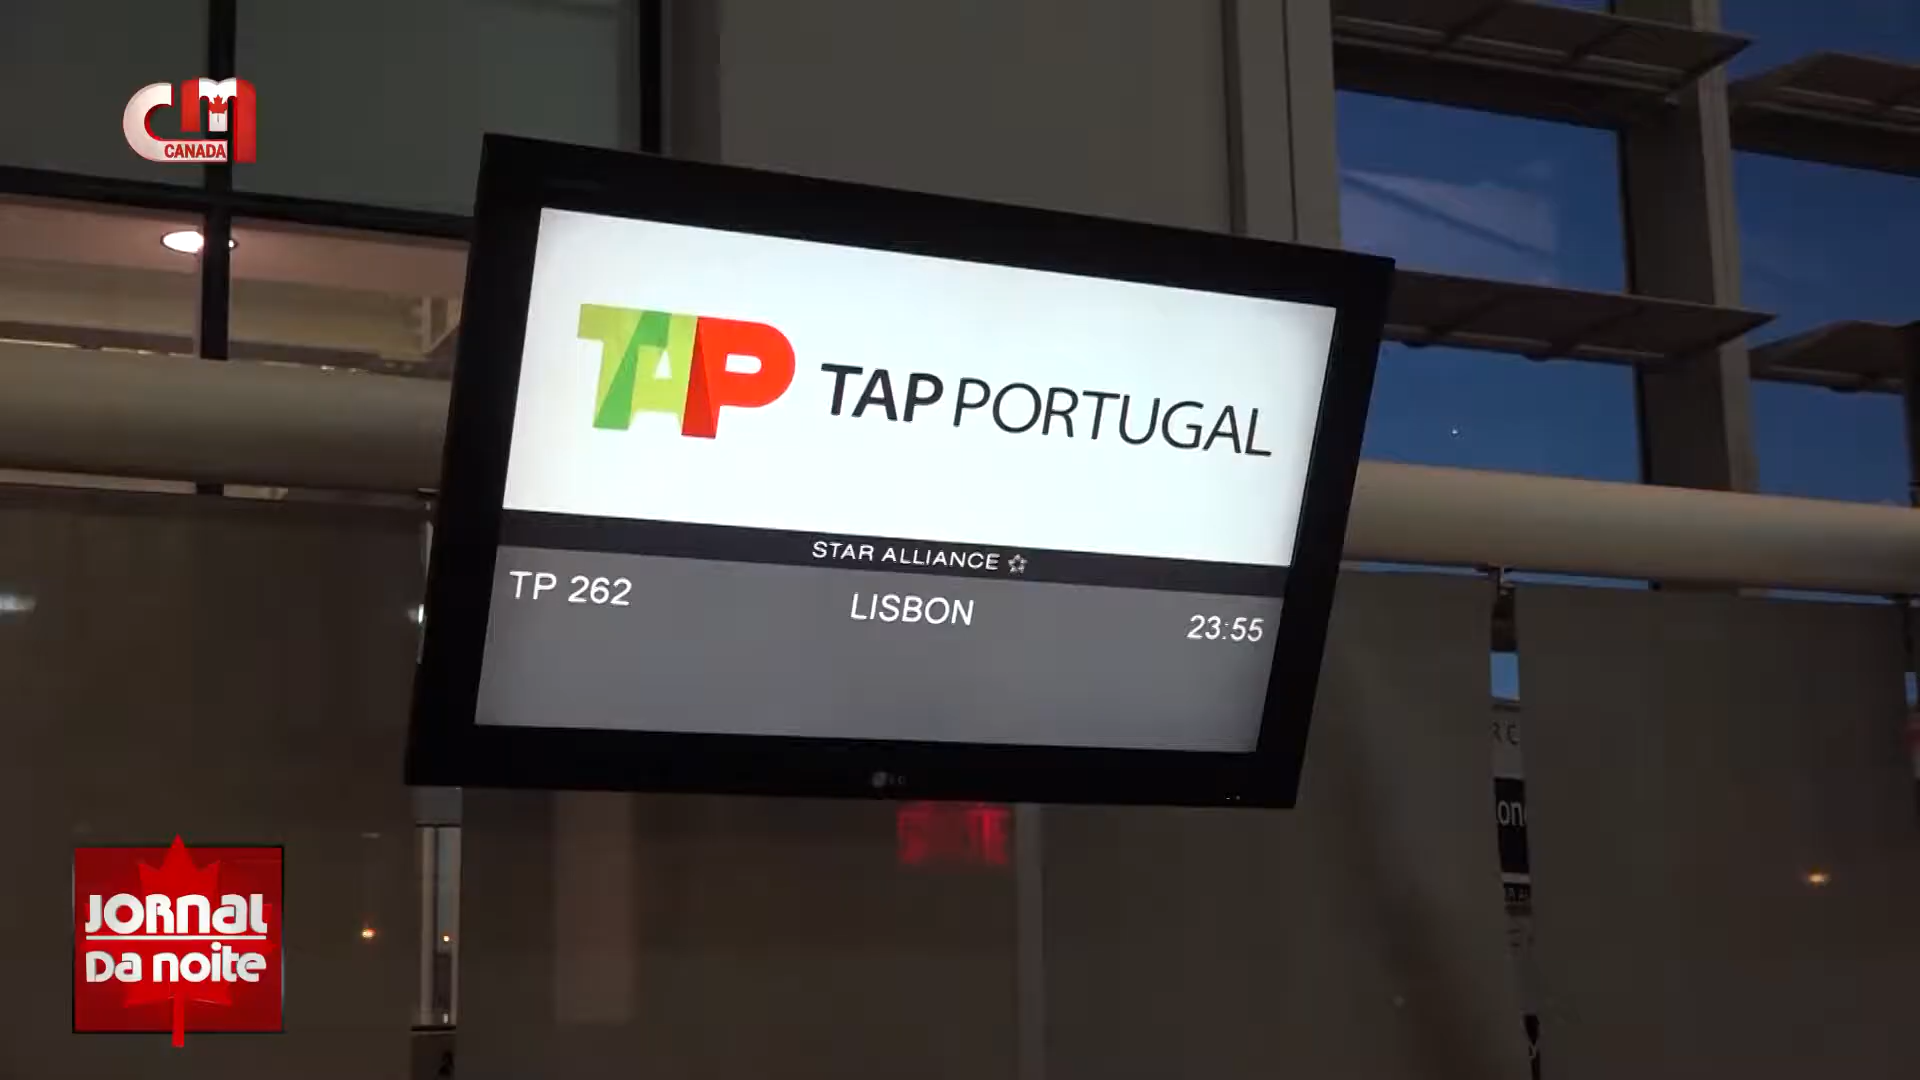 CM
CANADA
TAP TAP PORTUGAL
STAR ALLIANCE
TP 262 LISBON 23:55
LG
JORNAL
DA NOITE